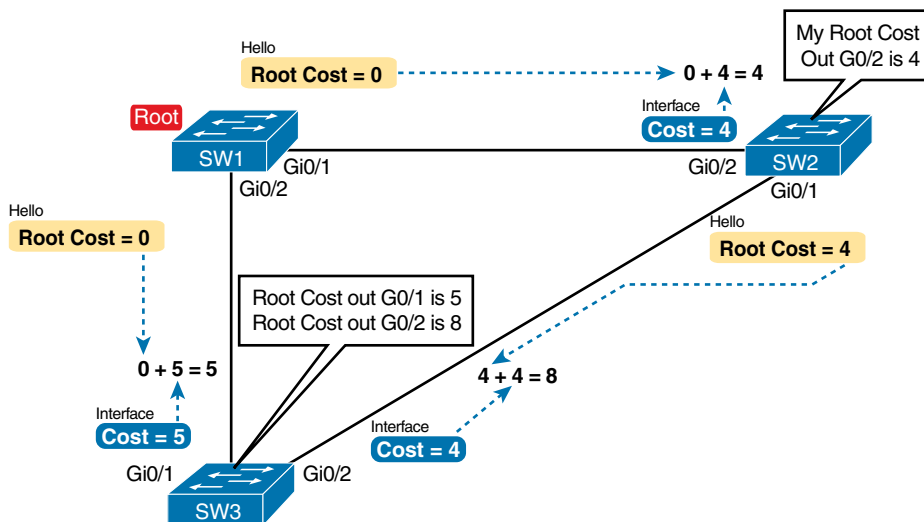 Hello
Root Cost = 0
0 + 4 = 4
My Root Cost
Out G0/2 is 4
Interface
Cost = 4
Root
SW1
Gi0/1
Gi0/2
Gi0/2
SW2
Gi0/1
Hello
Root Cost = 0
Hello
Root Cost = 4
Root Cost out G0/1 is 5
Root Cost out G0/2 is 8
0 + 5 = 5
4 + 4 = 8
Interface
Cost = 5
Interface
Cost = 4
Gi0/1
Gi0/2
SW3